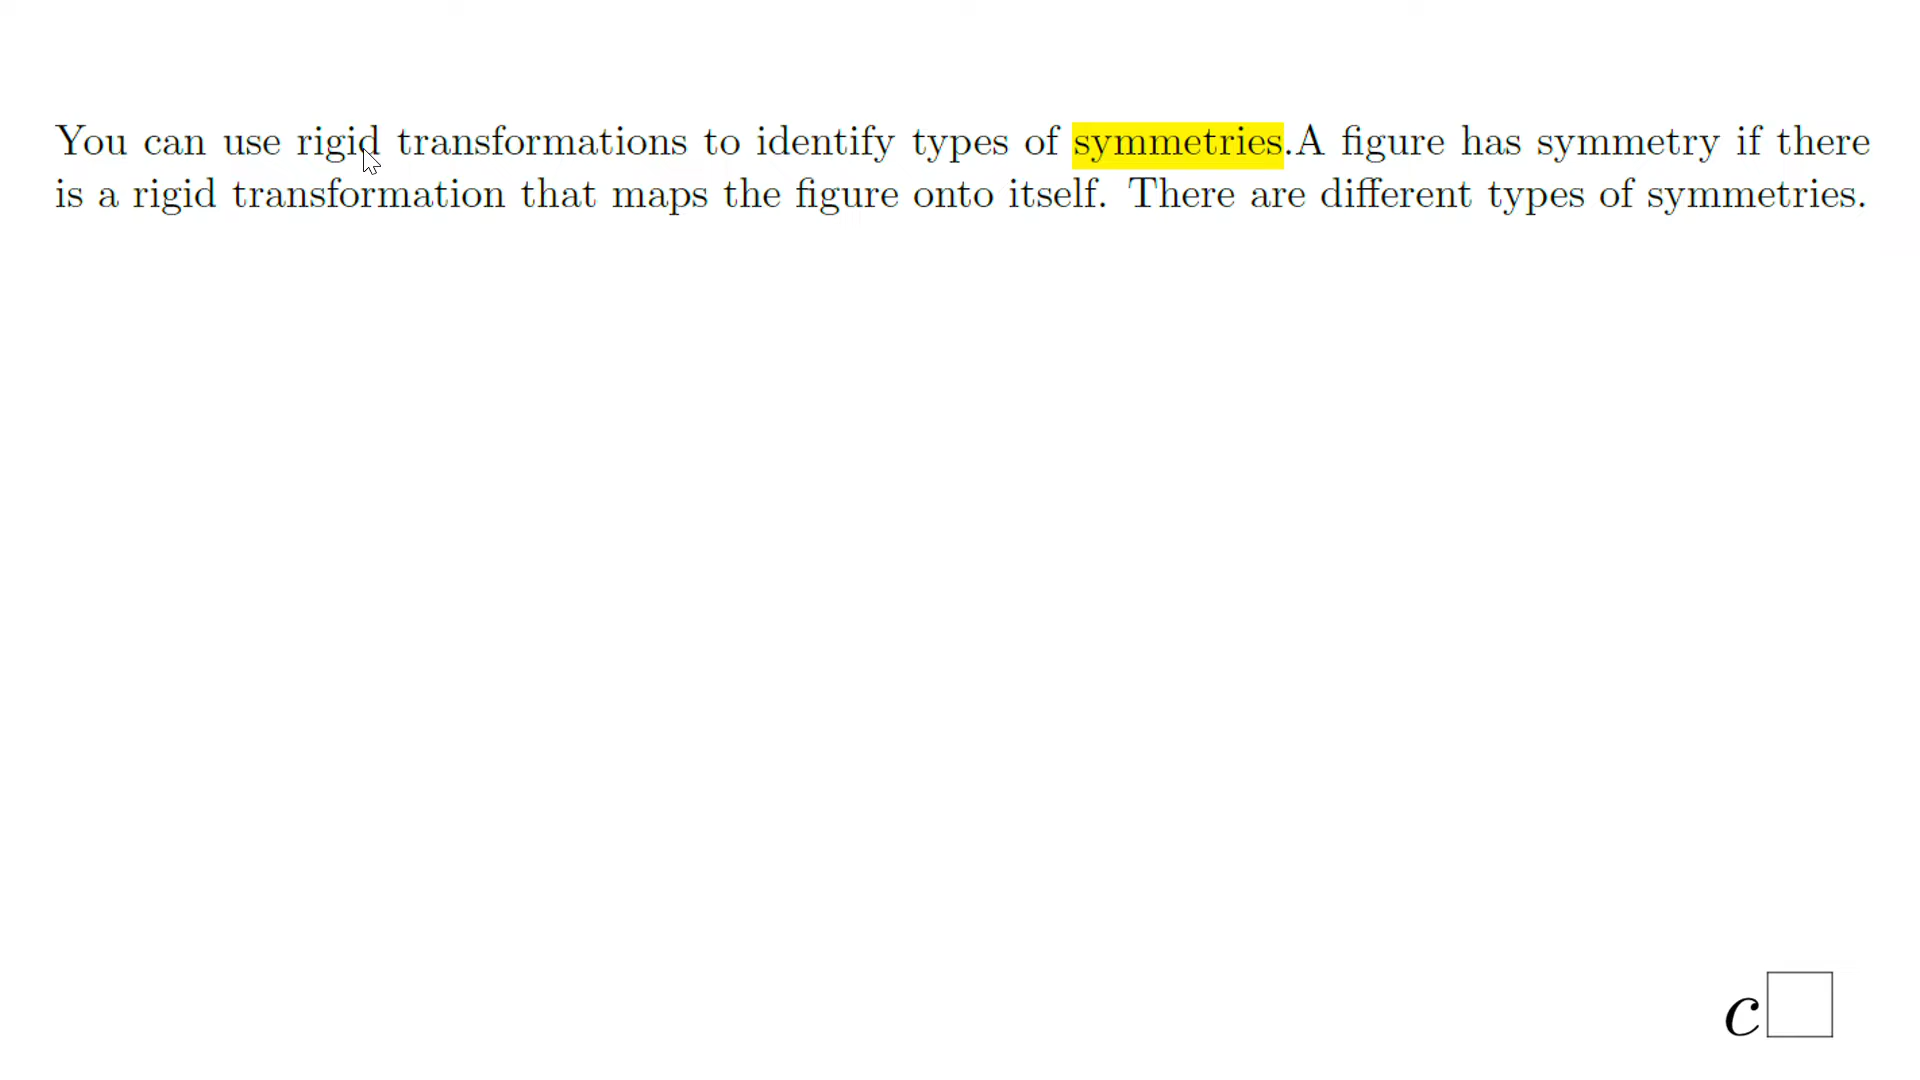 You can use rigid transformations to identify types of symmetries.A figure has symmetry if there
is a rigid transformation that maps the figure onto itself. There are different types of symmetries.
c